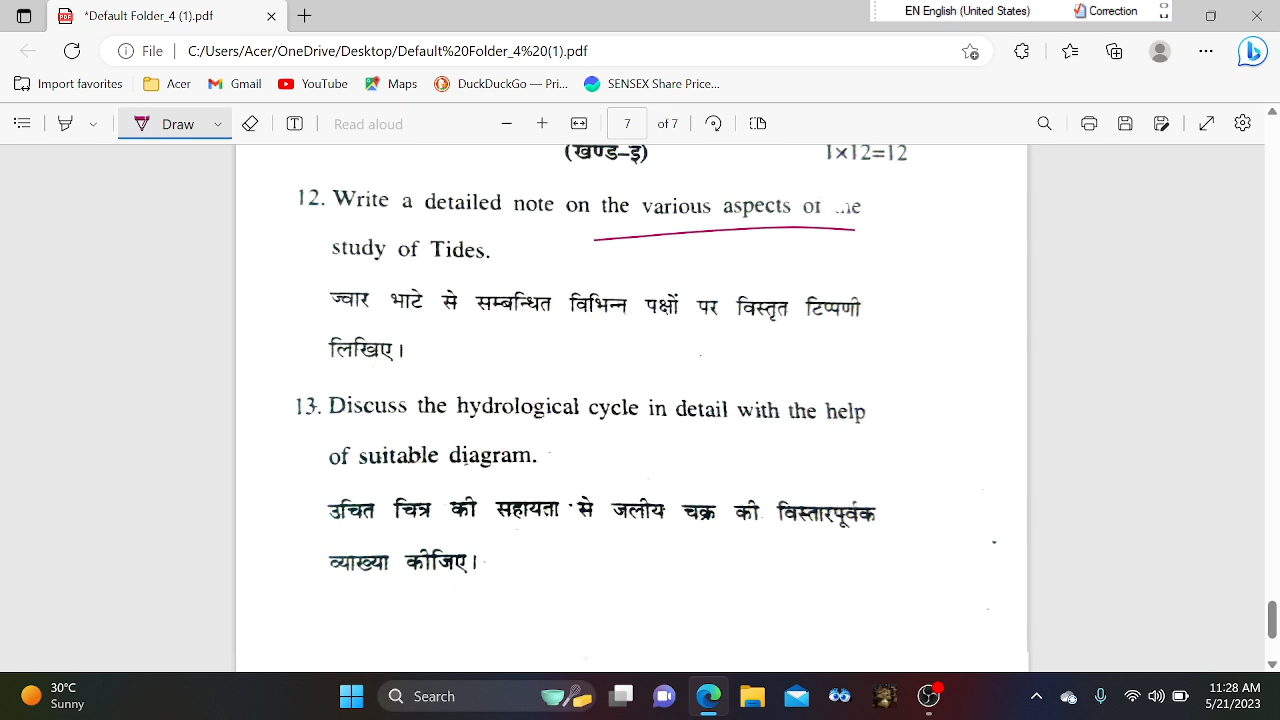 *Default Folder_4 (1).pdf
EN English (United States)
Correction
File
C:/Users/Acer/OneDrive/Desktop/Default%20Folder_4%20(1).pdf
Import favorites
Acer
Gmail
YouTube
Maps
DuckDuckGo — Pri...
SENSEX Share Price...
Draw
Read aloud
7 of 7
(खण्ड-इ) 1×12=12
12. Write a detailed note on the various aspects of
study of Tides.
ज्वार भाटे से सम्बन्धित विभिन्न पक्षों पर विस्तृत टिप्पणी
लिखिए।
13. Discuss the hydrological cycle in detail with the help
of suitable diagram.
उचित चित्र की सहायता से जलीय चक्र की विस्तारपूर्वक
व्याख्या कीजिए।
30°C
Sunny
Search
11:28 AM
5/21/2023